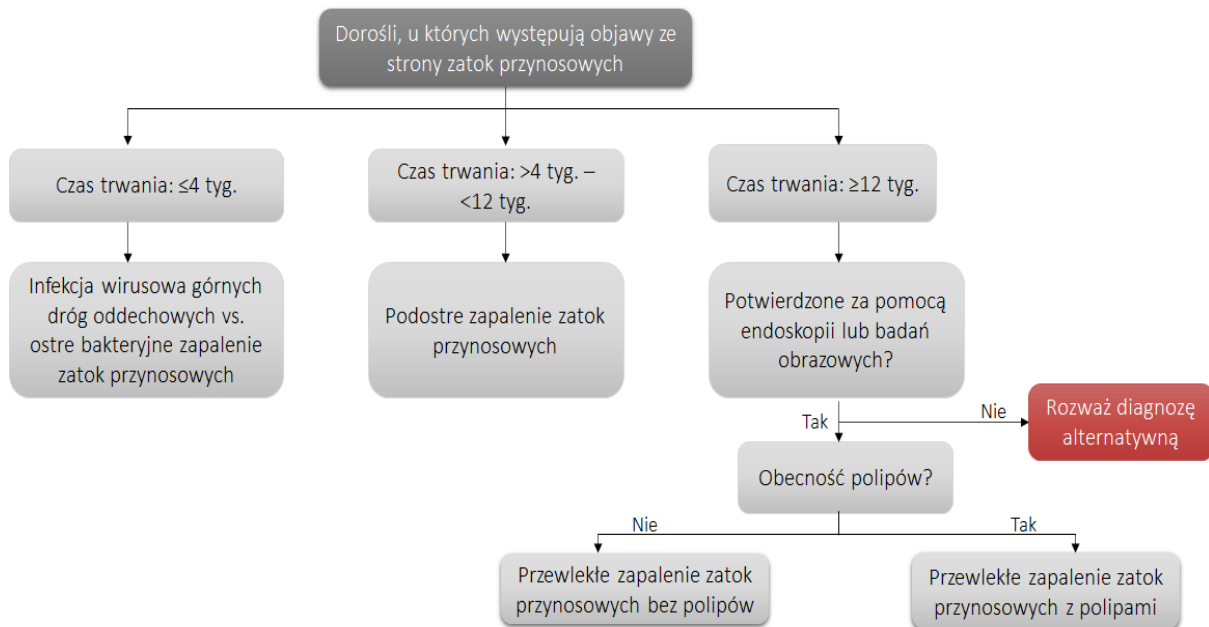 Dorośli, u których występują objawy ze
strony zatok przynosowych
Czas trwania: ≤4 tyg.
Czas trwania: >4 tyg. –
<12 tyg.
Czas trwania: ≥12 tyg.
Infekcja wirusowa górnych
dróg oddechowych vs.
ostre bakteryjne zapalenie
zatok przynosowych
Podostre zapalenie zatok
przynosowych
Potwierdzone za pomocą
endoskopii lub badań
obrazowych?
Tak
Nie
Rozważ diagnozę
alternatywną
Obecność polipów?
Nie
Tak
Przewlekłe zapalenie zatok
przynosowych bez polipów
Przewlekłe zapalenie zatok
przynosowych z polipami